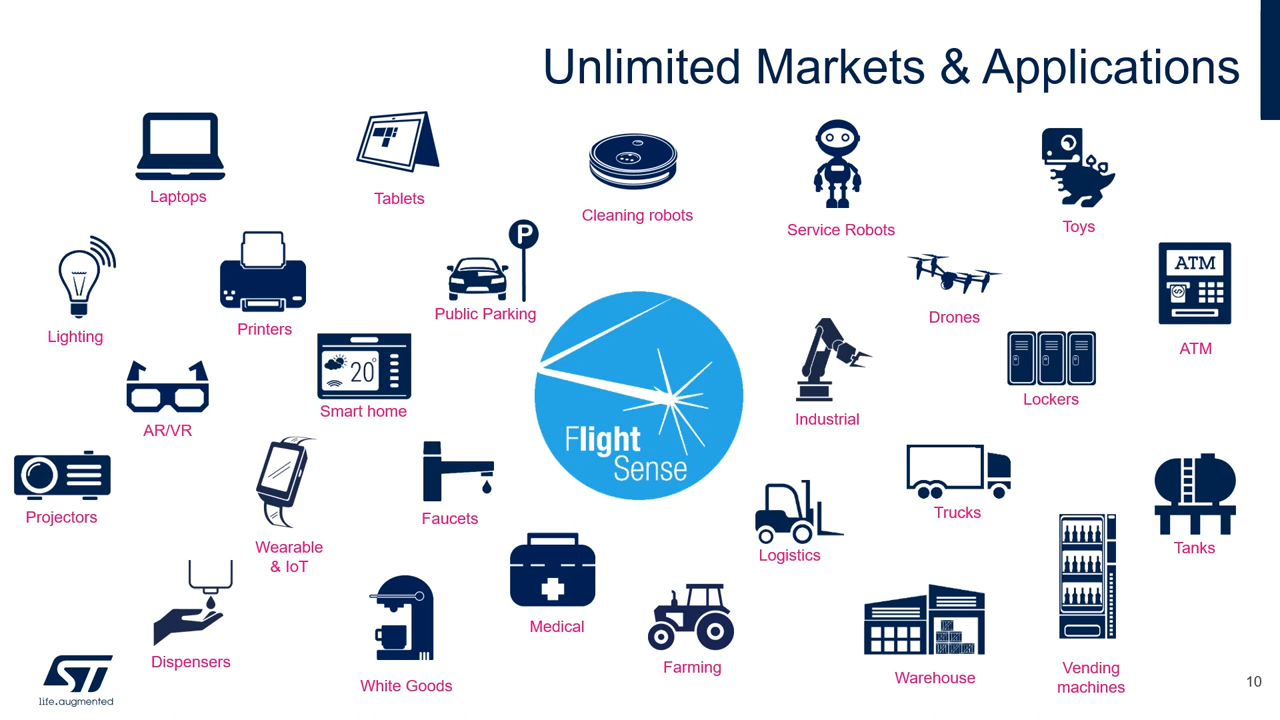 Unlimited Markets & Applications
Laptops
Tablets
Cleaning robots
Service Robots
Toys
Lighting
Printers
P
Public Parking
Drones
ATM
ATM
AR/VR
20°
Smart home
Industrial
Lockers
Flight
Sense
Projectors
Wearable
& IoT
Faucets
Logistics
Trucks
Tanks
Dispensers
White Goods
Medical
Farming
Warehouse
Vending
machines
ST
life.augmented
10